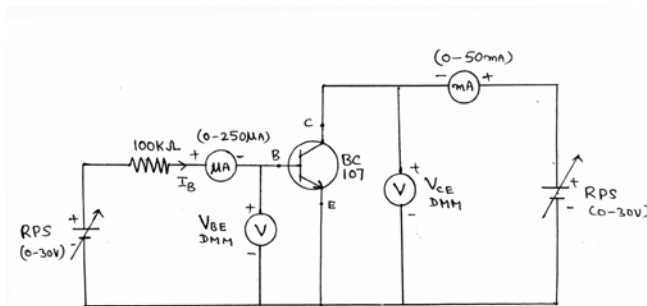 (0-50mA)
- mA +
C
100KΩ
(0-250μA)
+ μA -
I_B
B
BC
107
E
+
V
-
V_CE
DMM
+
V
-
V_BE
DMM
+
-
RPS
(0-30V)
+
-
RPS
(0-30V)